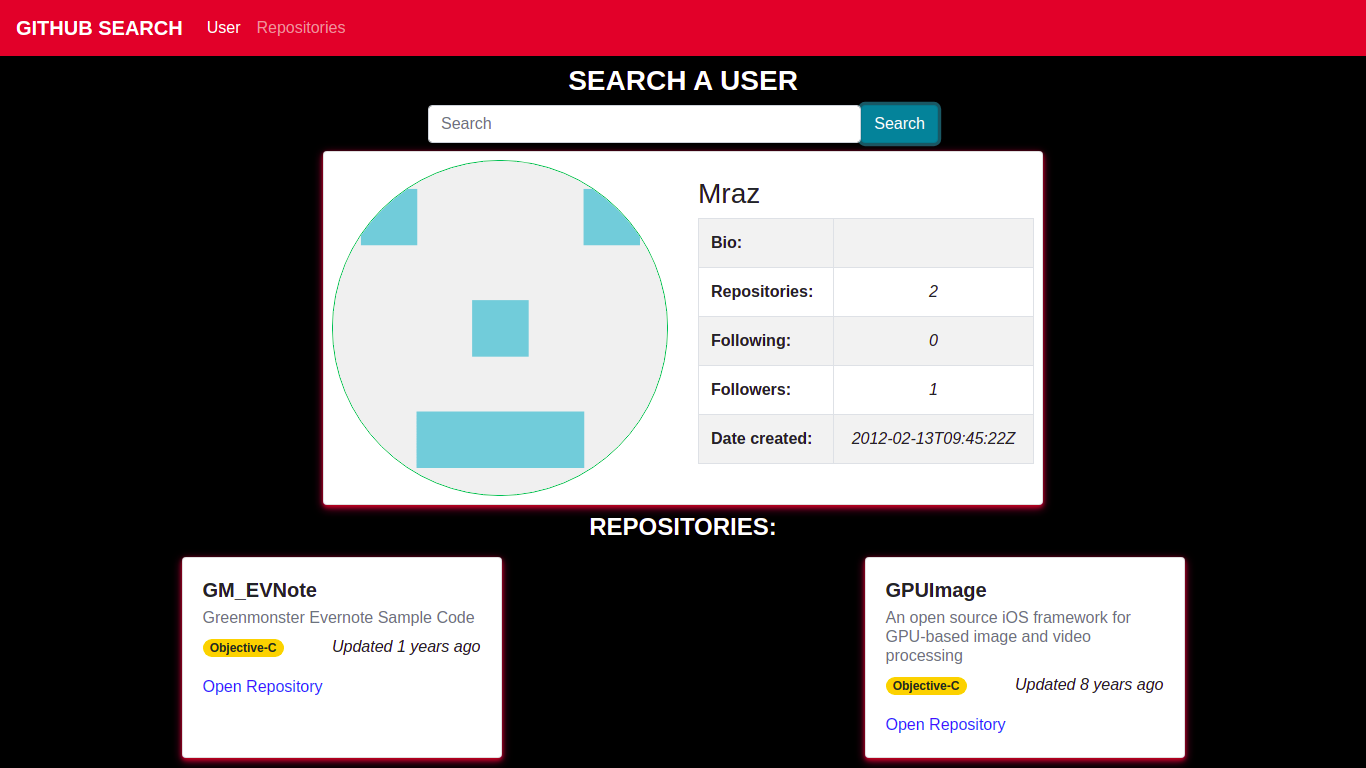 GITHUB SEARCH User Repositories
SEARCH A USER
Search Search
Mraz
Bio:
Repositories: 2
Following: 0
Followers: 1
Date created: 2012-02-13T09:45:22Z
REPOSITORIES:
GM_EVNote
Greenmonster Evernote Sample Code
Objective-C Updated 1 years ago
Open Repository
GPUImage
An open source iOS framework for
GPU-based image and video
processing
Objective-C Updated 8 years ago
Open Repository